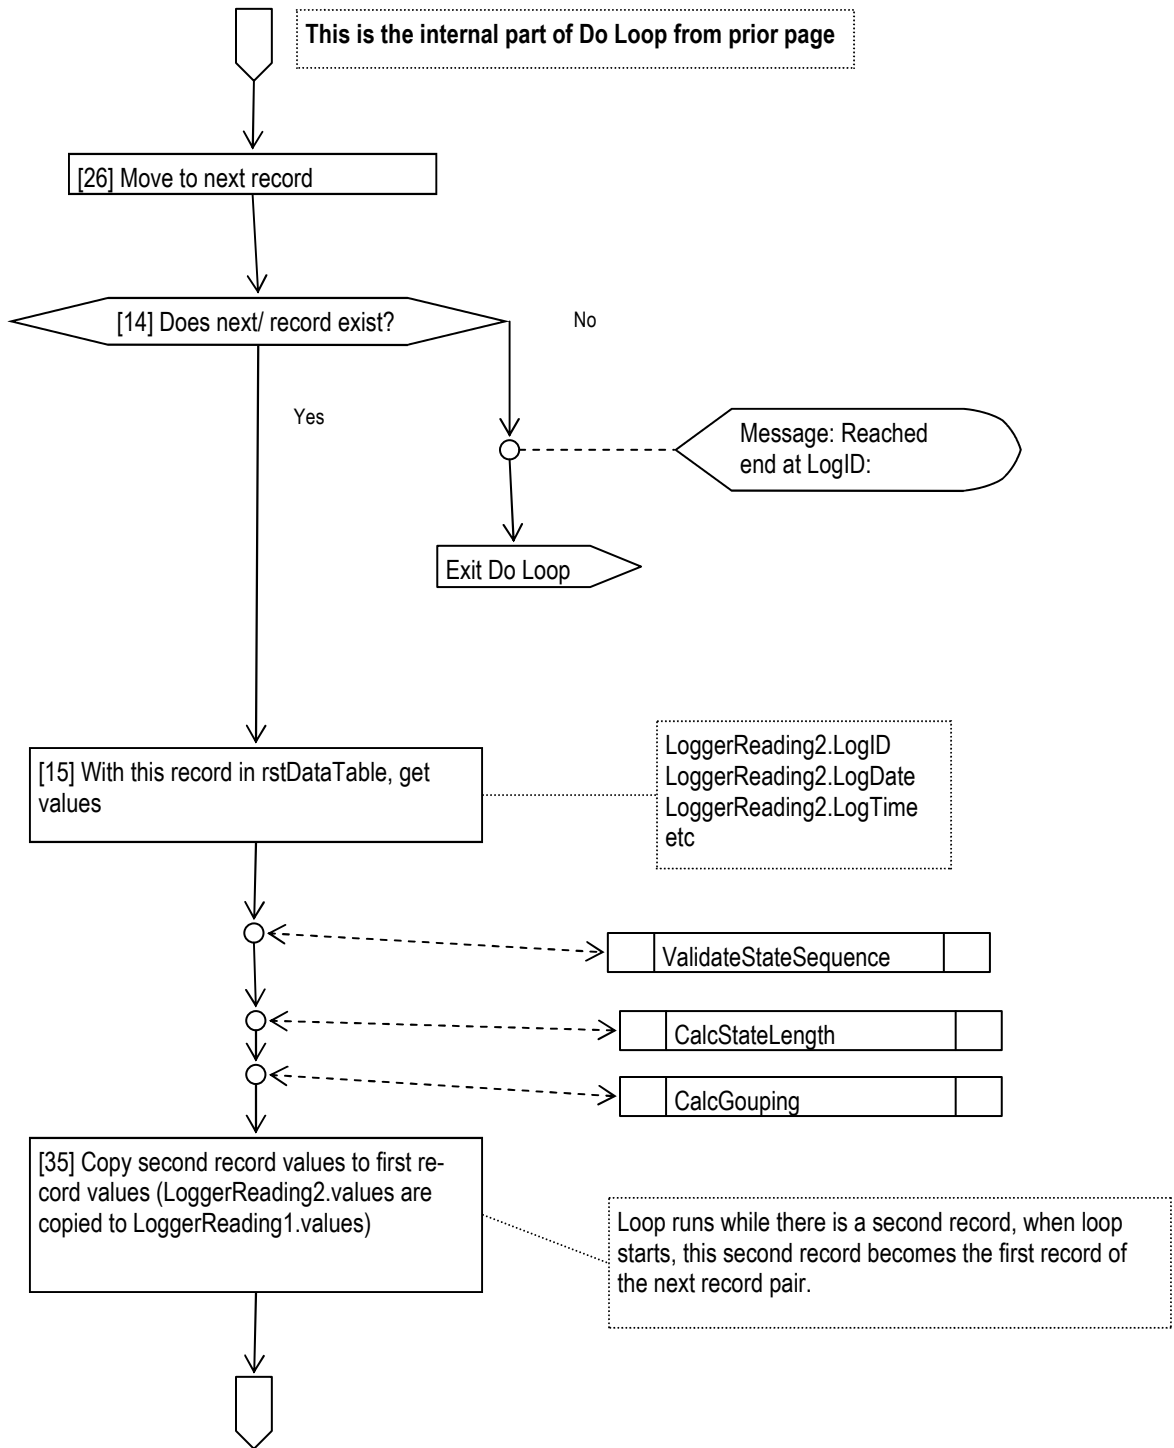 This is the internal part of Do Loop from prior page
[26] Move to next record
[14] Does next/ record exist?
No
Yes
Message: Reached
end at LogID:
Exit Do Loop
[15] With this record in rstDataTable, get
values
LoggerReading2.LogID
LoggerReading2.LogDate
LoggerReading2.LogTime
etc
ValidateStateSequence
CalcStateLength
CalcGouping
[35] Copy second record values to first re-
cord values (LoggerReading2.values are
copied to LoggerReading1.values)
Loop runs while there is a second record, when loop
starts, this second record becomes the first record of
the next record pair.